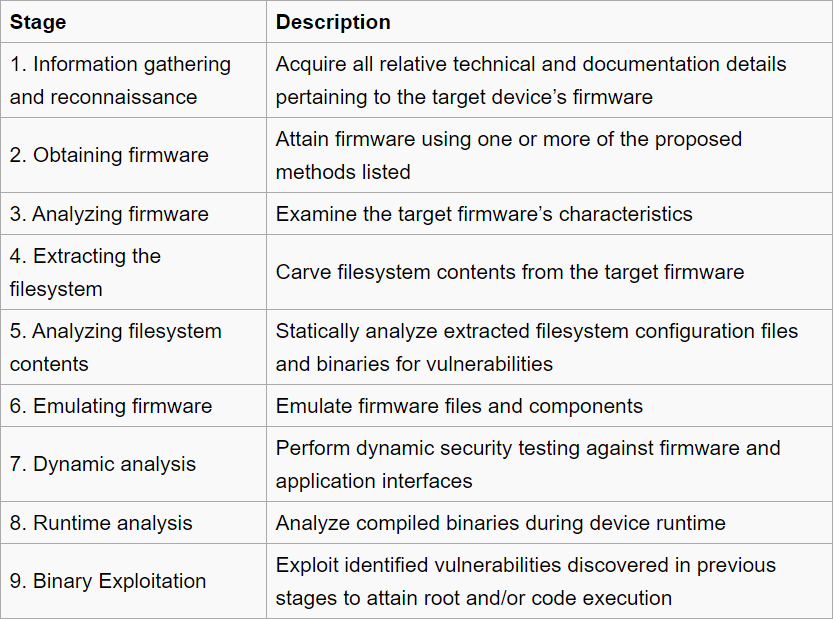 Stage
Description
1. Information gathering
and reconnaissance
Acquire all relative technical and documentation details
pertaining to the target device’s firmware
2. Obtaining firmware
Attain firmware using one or more of the proposed
methods listed
3. Analyzing firmware
Examine the target firmware’s characteristics
4. Extracting the
filesystem
Carve filesystem contents from the target firmware
5. Analyzing filesystem
contents
Statically analyze extracted filesystem configuration files
and binaries for vulnerabilities
6. Emulating firmware
Emulate firmware files and components
7. Dynamic analysis
Perform dynamic security testing against firmware and
application interfaces
8. Runtime analysis
Analyze compiled binaries during device runtime
9. Binary Exploitation
Exploit identified vulnerabilities discovered in previous
stages to attain root and/or code execution